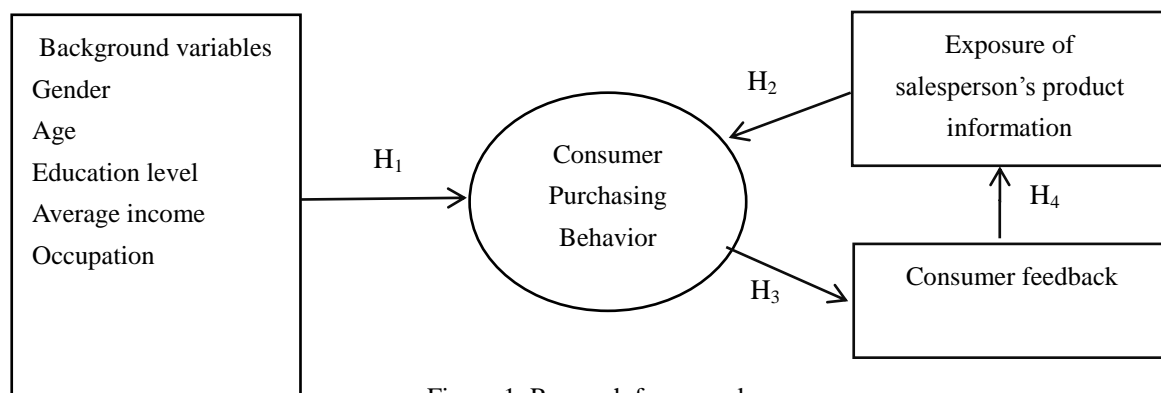 Background variables
Gender
Age
Education level
Average income
Occupation
H1
Consumer
Purchasing
Behavior
H2
Exposure of
salesperson’s product
information
H4
H3
Consumer feedback